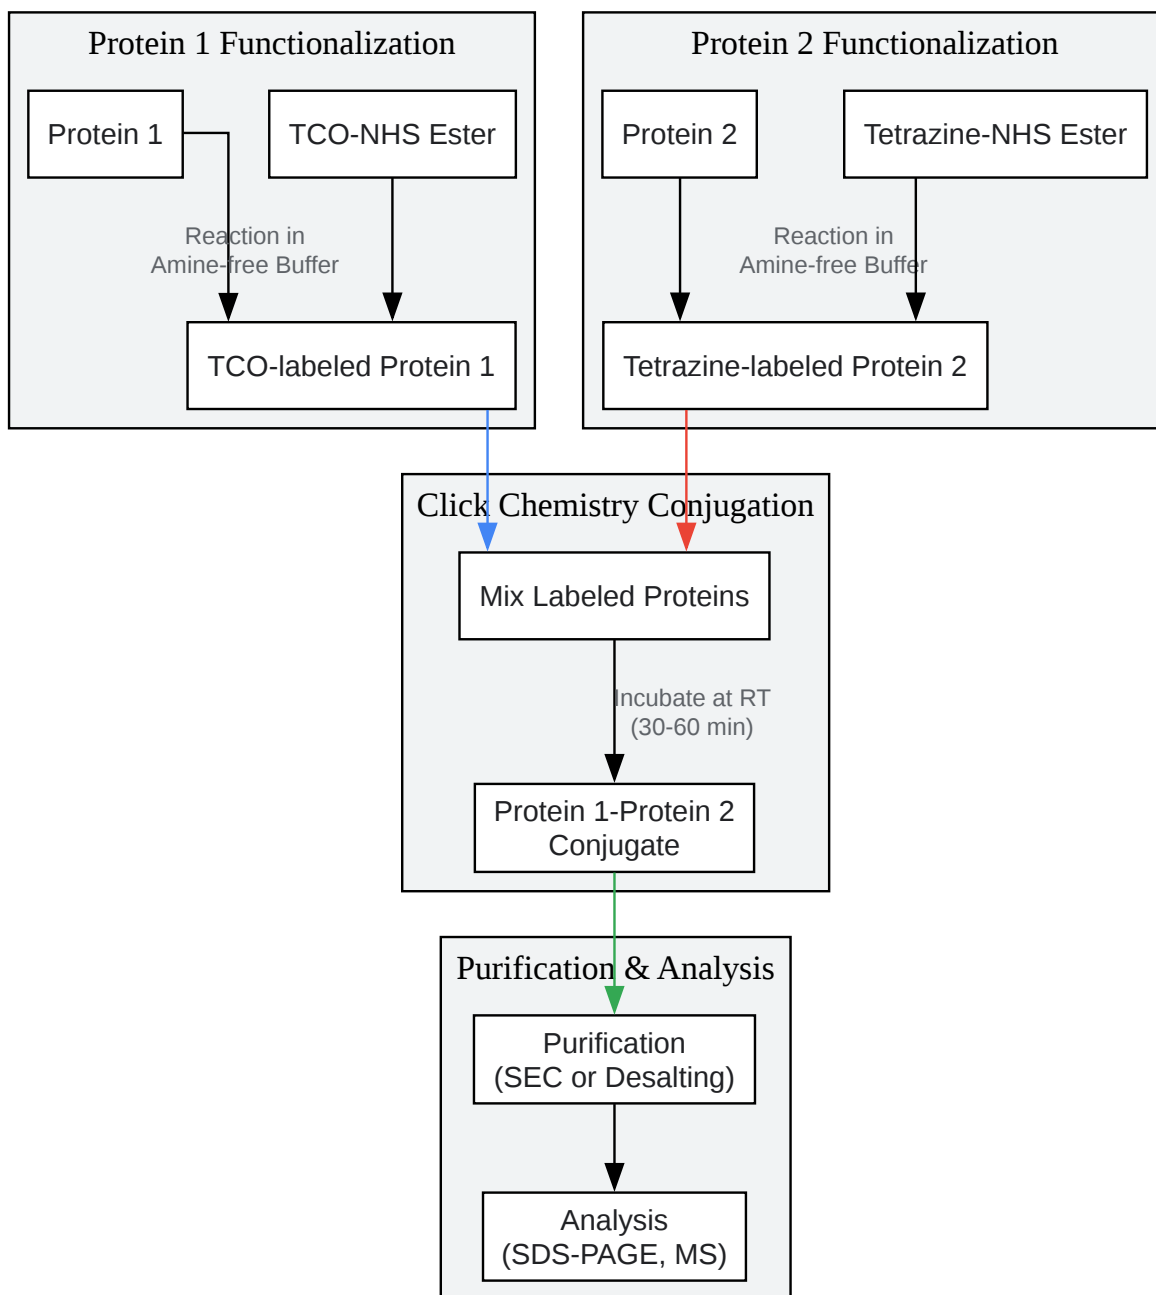 Protein 1 Functionalization
Protein 1
TCO-NHS Ester
Reaction in
Amine-free Buffer
TCO-labeled Protein 1
Protein 2 Functionalization
Protein 2
Tetrazine-NHS Ester
Reaction in
Amine-free Buffer
Tetrazine-labeled Protein 2
Click Chemistry Conjugation
Mix Labeled Proteins
Incubate at RT
(30-60 min)
Protein 1-Protein 2
Conjugate
Purification & Analysis
Purification
(SEC or Desalting)
Analysis
(SDS-PAGE, MS)